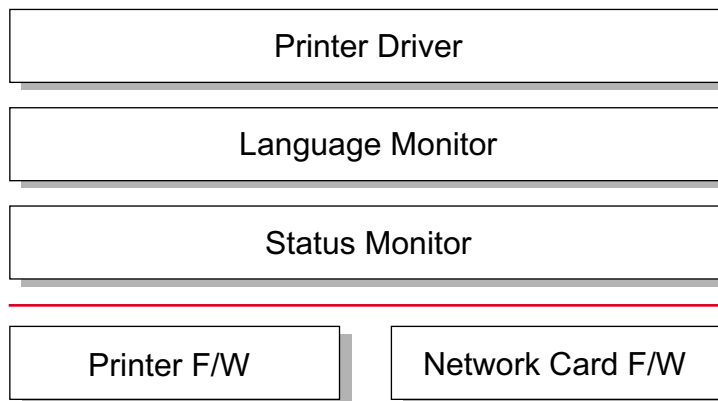 Printer Driver
Language Monitor
Status Monitor
Printer F/W
Network Card F/W